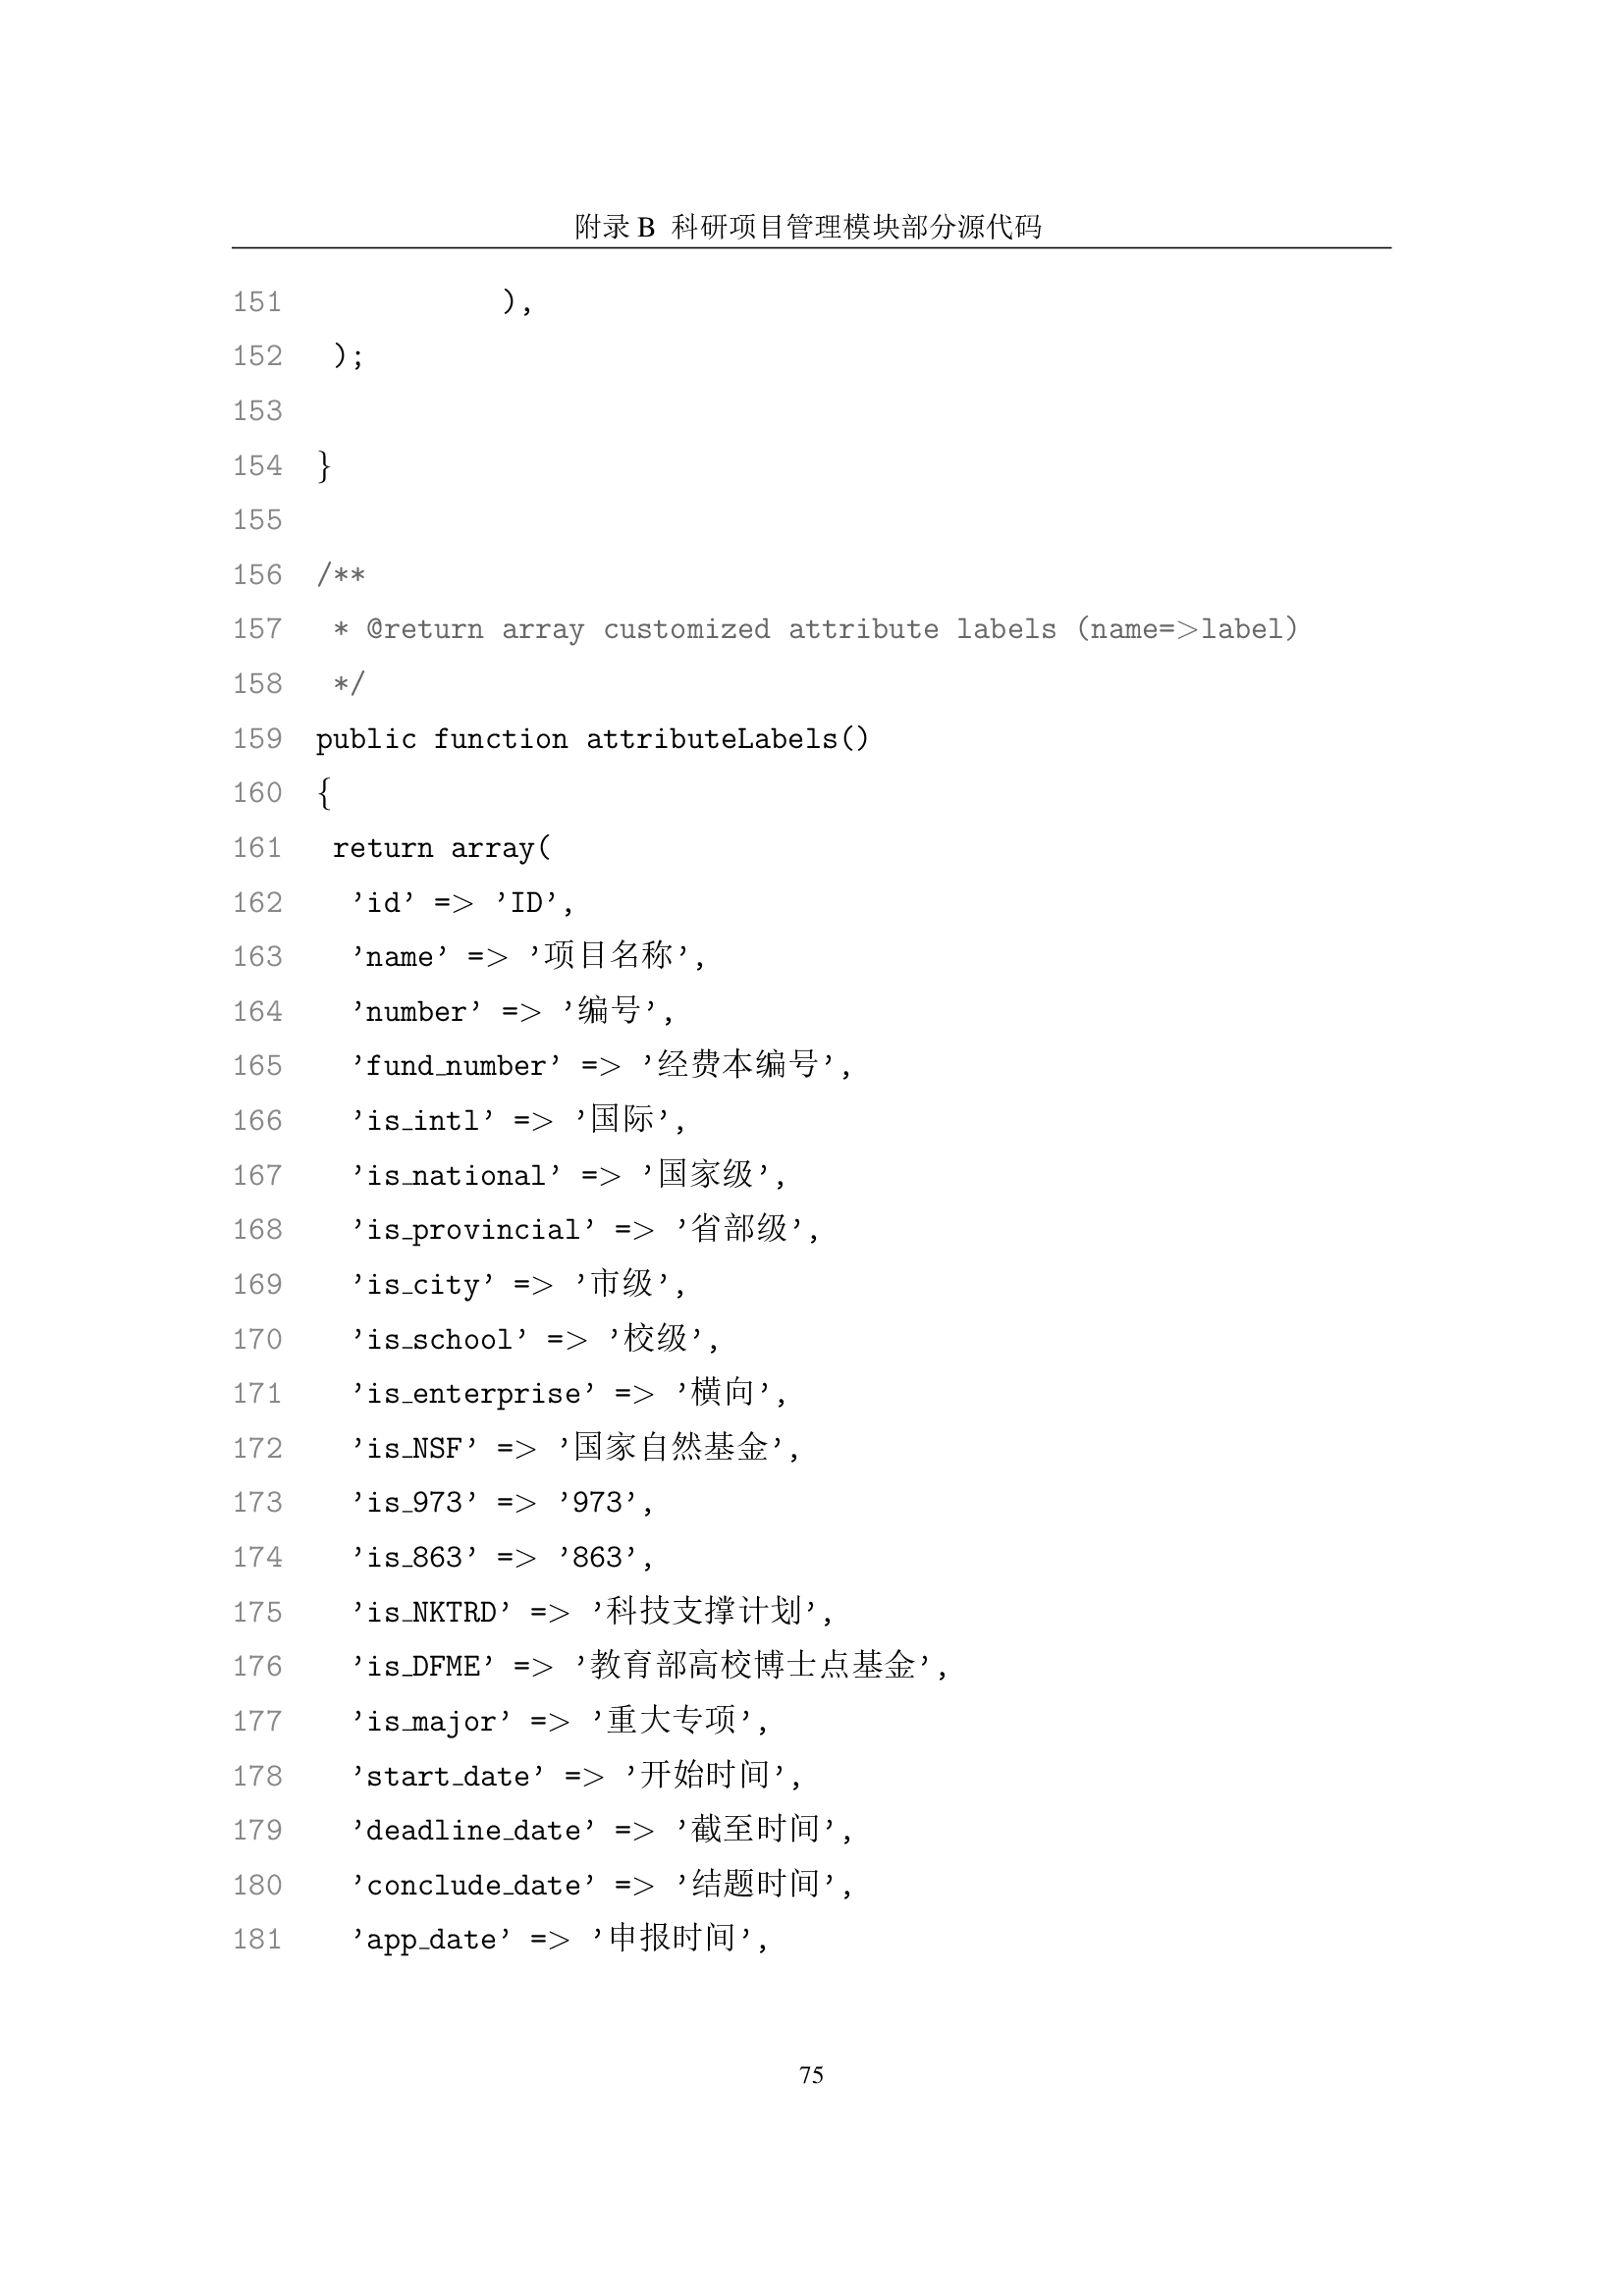 附录 B 科研项目管理模块部分源代码
151 ),
152 );
153
154 }
155
156 /**
157 * @return array customized attribute labels (name=>label)
158 */
159 public function attributeLabels()
160 {
161 return array(
162 'id' => 'ID',
163 'name' => '项目名称',
164 'number' => '编号',
165 'fund_number' => '经费本编号',
166 'is_intl' => '国际',
167 'is_national' => '国家级',
168 'is_provincial' => '省部级',
169 'is_city' => '市级',
170 'is_school' => '校级',
171 'is_enterprise' => '横向',
172 'is_NSF' => '国家自然基金',
173 'is_973' => '973',
174 'is_863' => '863',
175 'is_NKTRD' => '科技支撑计划',
176 'is_DFME' => '教育部高校博士点基金',
177 'is_major' => '重大专项',
178 'start_date' => '开始时间',
179 'deadline_date' => '截至时间',
180 'conclude_date' => '结题时间',
181 'app_date' => '申报时间',
75